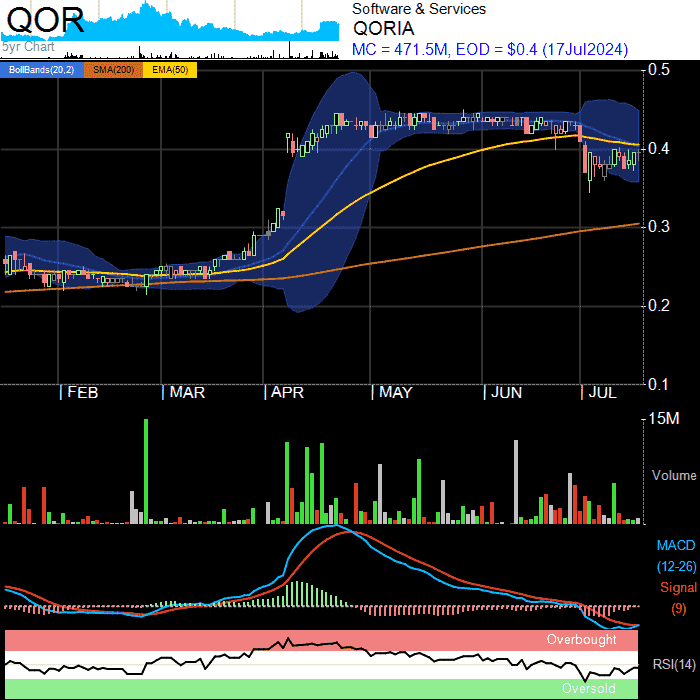 QOR
5yr Chart
Software & Services
QORIA
MC = 471.5M, EOD = $0.4 (17Jul2024)
BollBands(20,2) SMA(200) EMA(50)
0.5
0.4
0.3
0.2
0.1
FEB MAR APR MAY JUN JUL
15M
Volume
MACD
(12-26)
Signal
(9)
Overbought
RSI(14)
Oversold